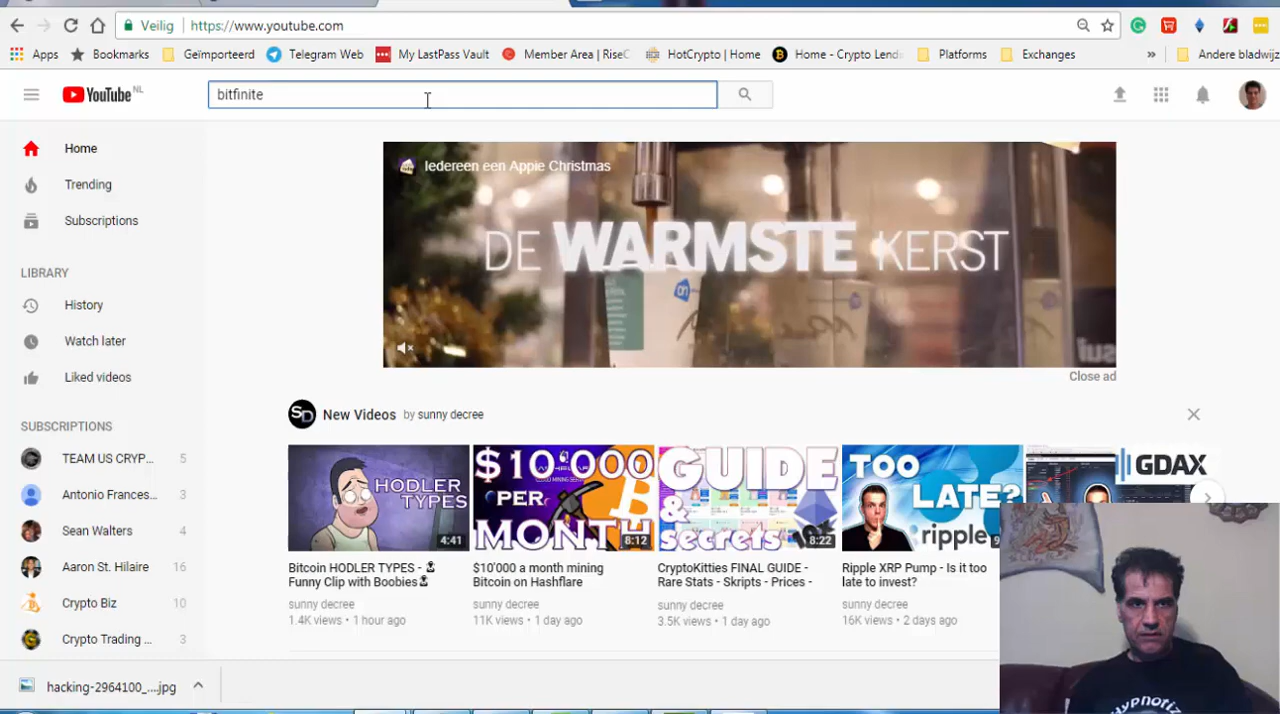 Veilig
https://www.youtube.com
Apps
Bookmarks
Geïmporteerd
Telegram Web
My LastPass Vault
Member Area | RiseC
HotCrypto | Home
Home - Crypto Lend
Platforms
Exchanges
»
Andere bladwijz
YouTube NL
bitfinite
Home
Trending
Subscriptions
LIBRARY
History
Watch later
Liked videos
SUBSCRIPTIONS
TEAM US CRYP... 5
Antonio Frances... 3
Sean Walters 4
Aaron St. Hilaire 16
Crypto Biz 10
Crypto Trading ... 3
Iedereen een Appie Christmas
DE WARMSTE KERST
Close ad
SD New Videos by sunny decree
HODLER TYPES
4:41
$10'000 PER MONTH
8:12
GUIDE & secrets
8:22
TOO LATE?
ripple
9
GDAX
Bitcoin HODLER TYPES -
Funny Clip with Boobies
sunny decree
1.4K views • 1 hour ago
$10'000 a month mining
Bitcoin on Hashflare
sunny decree
11K views • 1 day ago
CryptoKitties FINAL GUIDE -
Rare Stats - Skripts - Prices -
sunny decree
3.5K views • 1 day ago
Ripple XRP Pump - Is it too
late to invest?
sunny decree
16K views • 2 days ago
hacking-2964100_....jpg